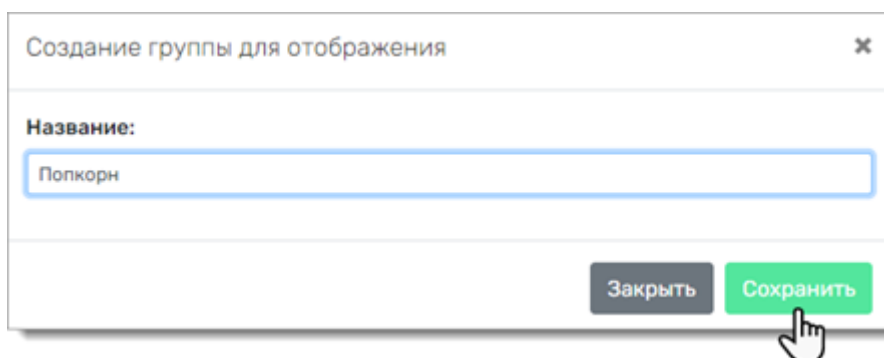 Создание группы для отображения
Название:
Попкорн
Закрыть Сохранить